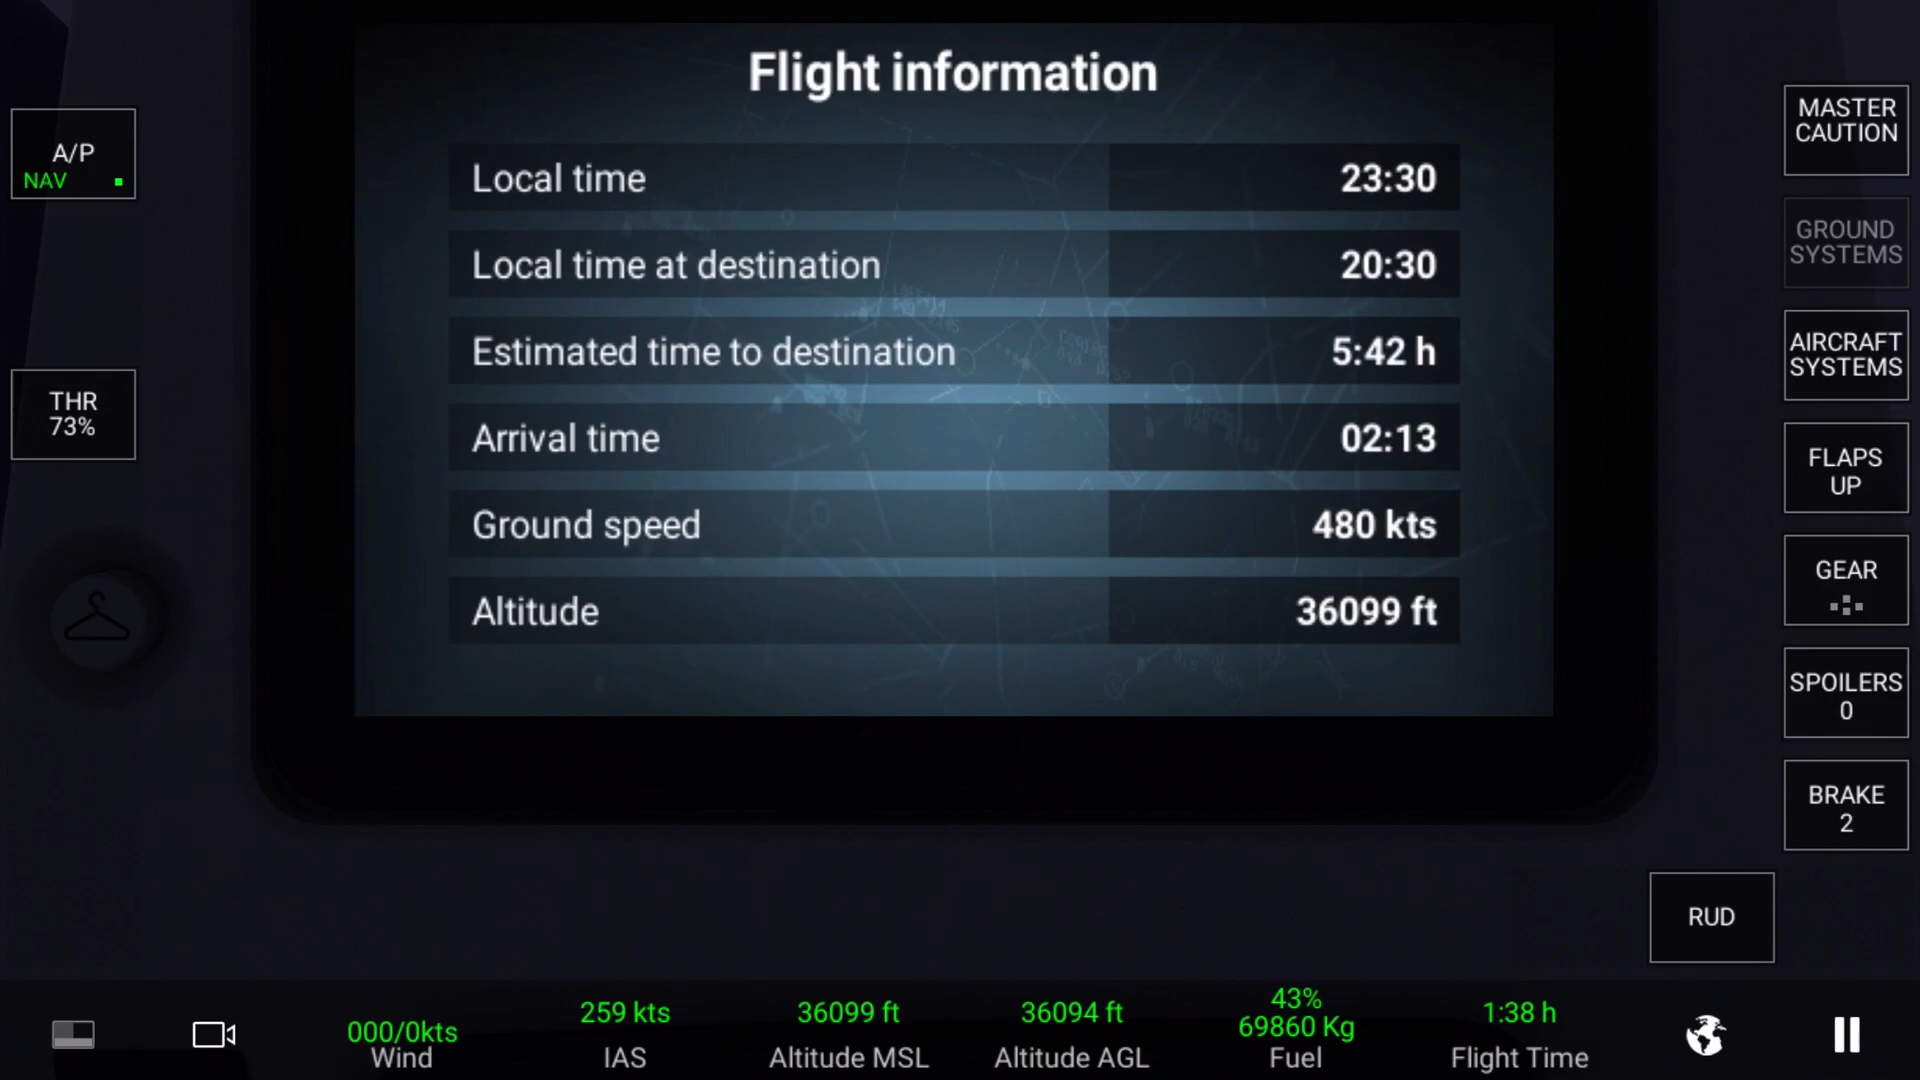 Flight information
Local time 23:30
Local time at destination 20:30
Estimated time to destination 5:42 h
Arrival time 02:13
Ground speed 480 kts
Altitude 36099 ft
A/P
NAV
THR
73%
MASTER
CAUTION
GROUND
SYSTEMS
AIRCRAFT
SYSTEMS
FLAPS
UP
GEAR
SPOILERS
0
BRAKE
2
RUD
000/0kts
Wind
259 kts
IAS
36099 ft
Altitude MSL
36094 ft
Altitude AGL
43%
69860 Kg
Fuel
1:38 h
Flight Time